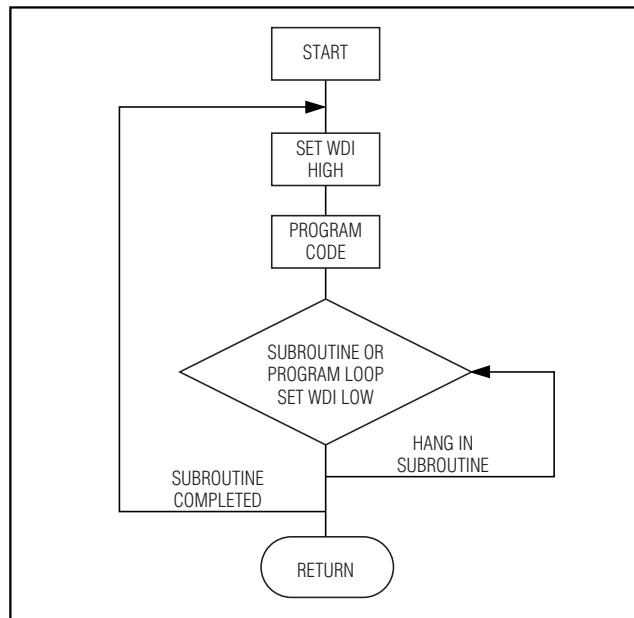 START
SET WDI
HIGH
PROGRAM
CODE
SUBROUTINE OR
PROGRAM LOOP
SET WDI LOW
HANG IN
SUBROUTINE
SUBROUTINE
COMPLETED
RETURN